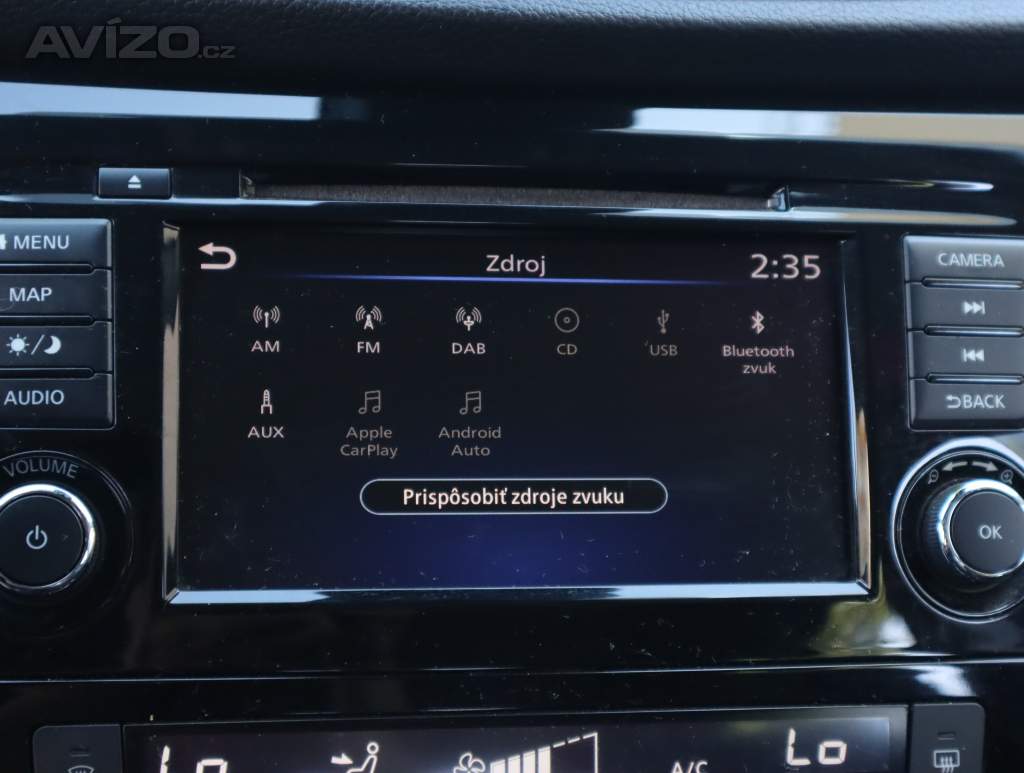 AVÍZO.cz
MENU
MAP
AUDIO
VOLUME
Zdroj 2:35
AM FM DAB CD USB Bluetooth
zvuk
AUX Apple Android
CarPlay Auto
Prispôsobiť zdroje zvuku
CAMERA
BACK
OK
Lo A/C Lo